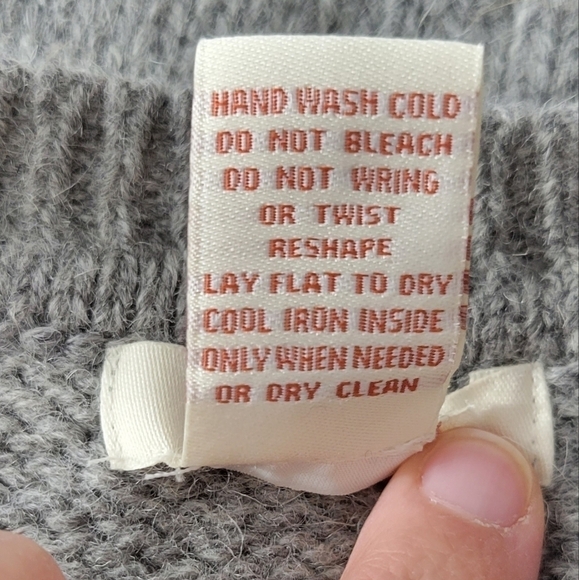 HAND WASH COLD
DO NOT BLEACH
DO NOT WRING
OR TWIST
RESHAPE
LAY FLAT TO DRY
COOL IRON INSIDE
ONLY WHEN NEEDED
OR DRY CLEAN